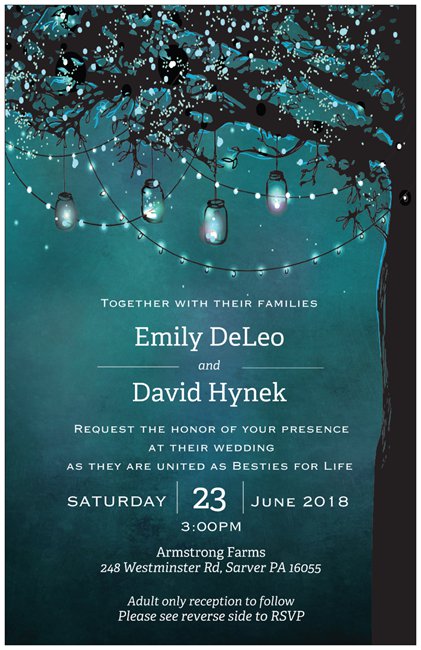 Together with their families
Emily DeLeo
and
David Hynek
Request the honor of your presence
at their wedding
as they are united as Besties for Life
Saturday 23 June 2018
3:00PM
Armstrong Farms
248 Westminster Rd, Sarver PA 16055
Adult only reception to follow
Please see reverse side to RSVP